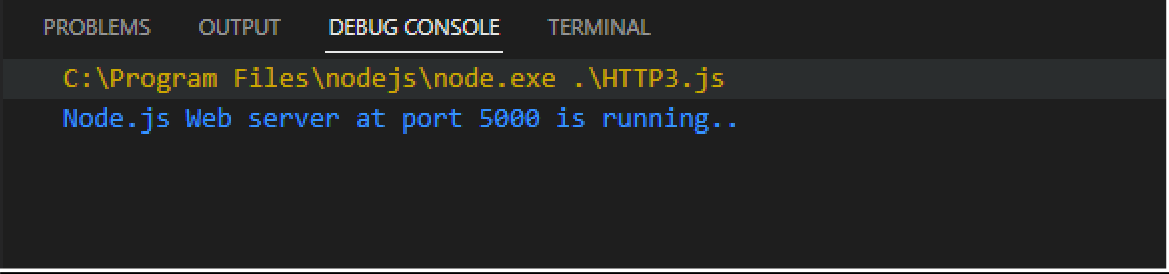 PROBLEMS OUTPUT DEBUG CONSOLE TERMINAL
C:\Program Files\nodejs\node.exe .\HTTP3.js
Node.js Web server at port 5000 is running..